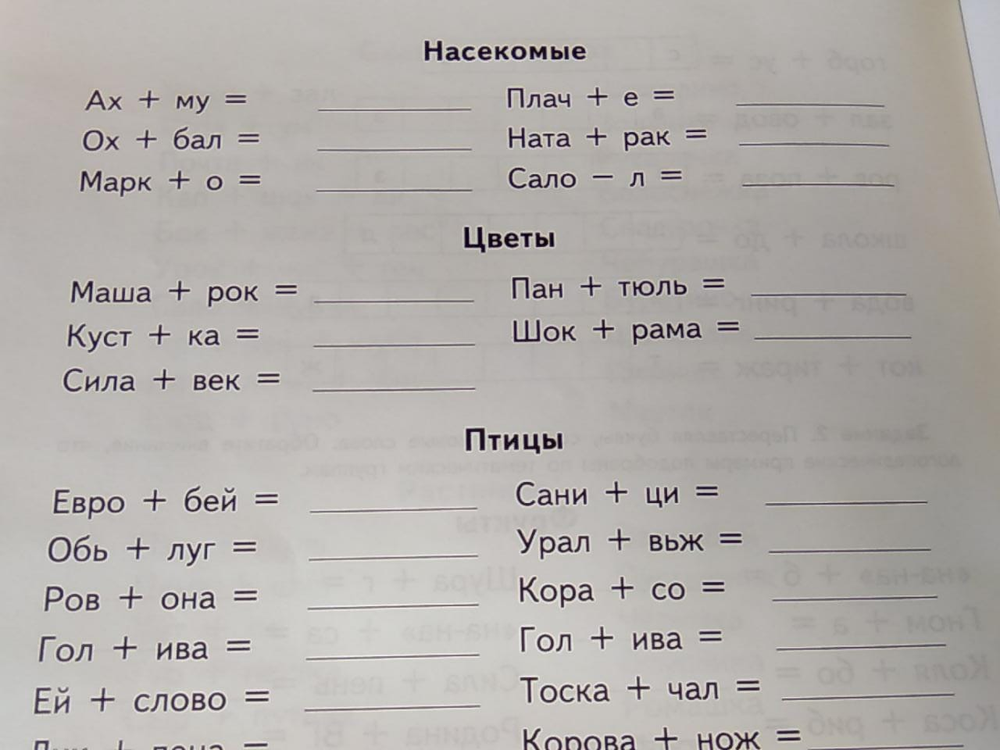 Насекомые
Ах + му = Плач + е =
Ох + бал = Ната + рак =
Марк + о = Сало − л =
Цветы
Маша + рок = Пан + тюль =
Куст + ка = Шок + рама =
Сила + век =
Птицы
Евро + бей = Сани + ци =
Обь + луг = Урал + вьж =
Ров + она = Кора + со =
Гол + ива = Гол + ива =
Ей + слово = Тоска + чал =
Корова + нож =